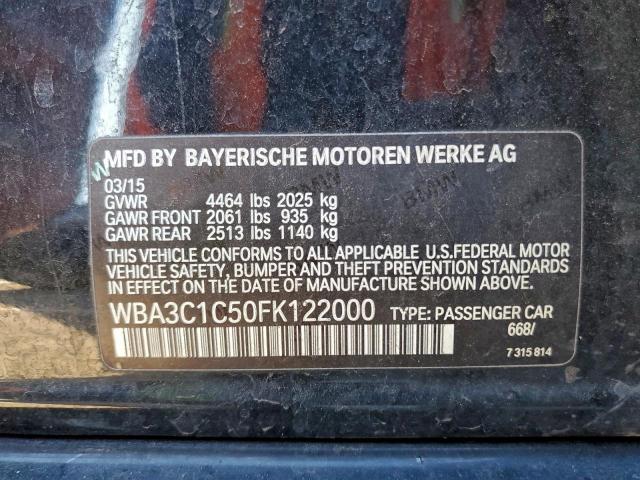 MFD BY BAYERISCHE MOTOREN WERKE AG
03/15
GVWR 4464 lbs 2025 kg
GAWR FRONT 2061 lbs 935 kg
GAWR REAR 2513 lbs 1140 kg
THIS VEHICLE CONFORMS TO ALL APPLICABLE U.S.FEDERAL MOTOR
VEHICLE SAFETY, BUMPER AND THEFT PREVENTION STANDARDS
IN EFFECT ON THE DATE OF MANUFACTURE SHOWN ABOVE.
WBA3C1C50FK122000 TYPE: PASSENGER CAR
668/
7 315 814